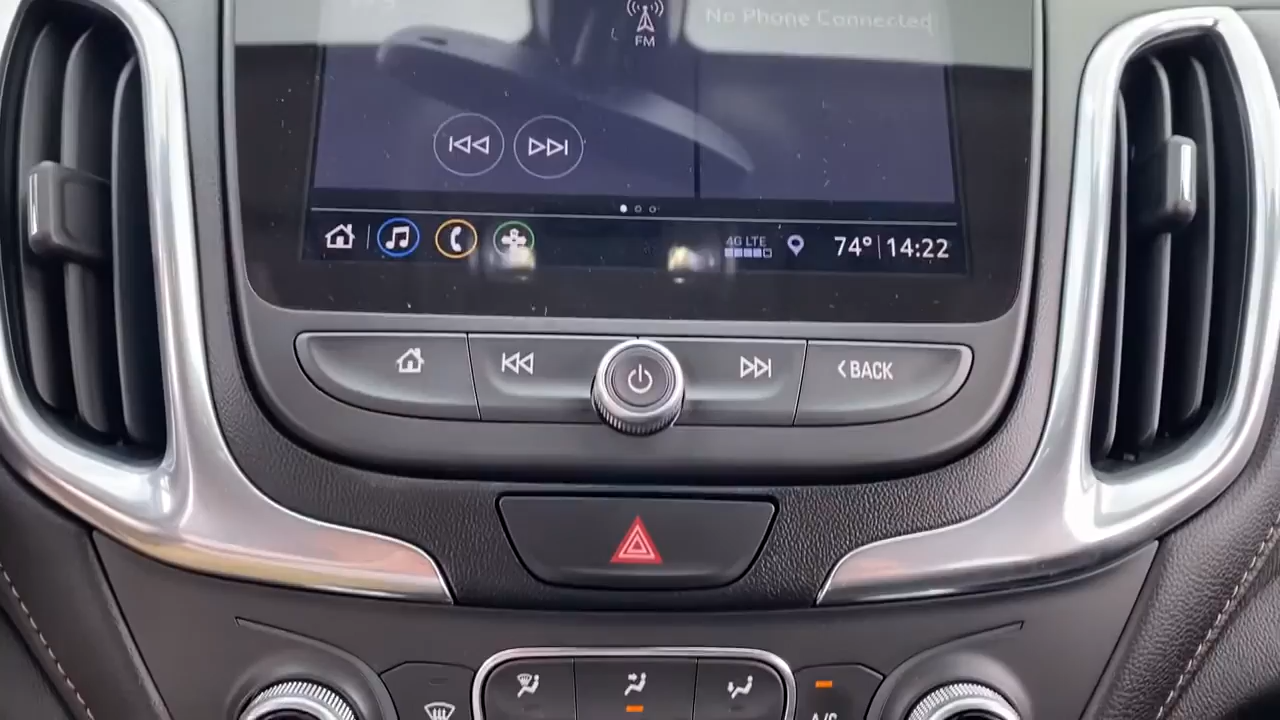 No Phone Connected
FM
4G LTE
74° 14:22
< BACK
A/C